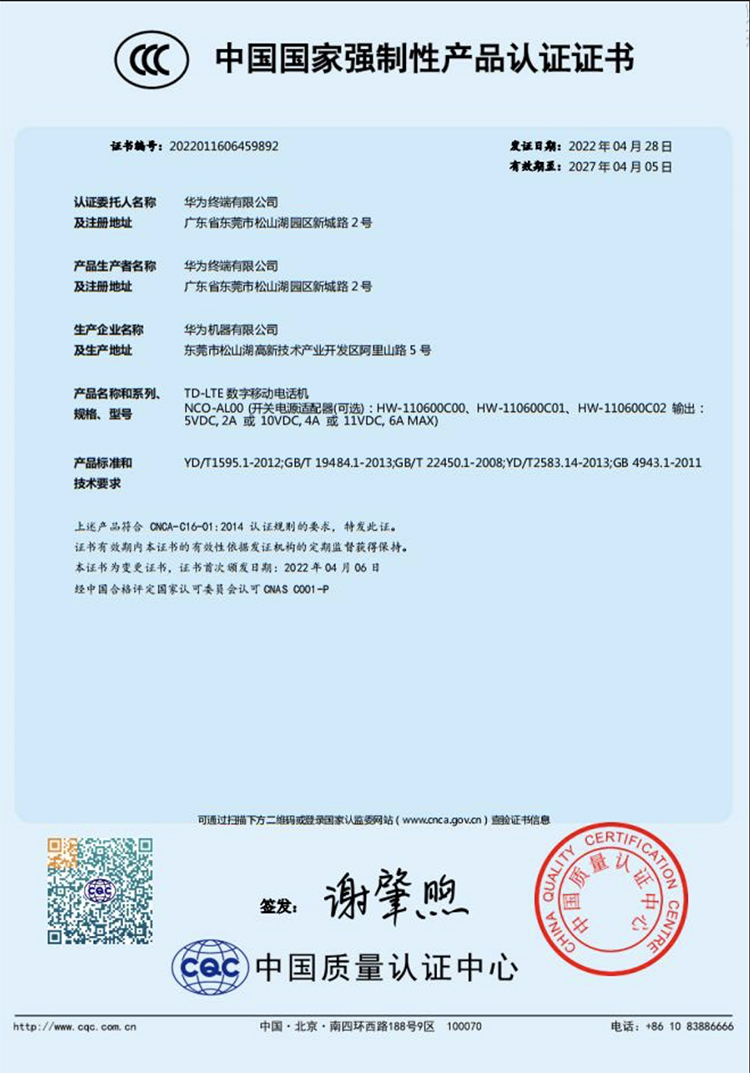 CCC 中国国家强制性产品认证证书
证书编号：2022011606459892
发证日期：2022 年 04 月 28 日
有效期至：2027 年 04 月 05 日
认证委托人名称 华为终端有限公司
及注册地址 广东省东莞市松山湖园区新城路 2 号
产品生产者名称 华为终端有限公司
及注册地址 广东省东莞市松山湖园区新城路 2 号
生产企业名称 华为机器有限公司
及生产地址 东莞市松山湖高新技术产业开发区阿里山路 5 号
产品名称和系列、 TD-LTE 数字移动电话机
规格、型号 NCO-AL00 (开关电源适配器(可选)：HW-110600C00、HW-110600C01、HW-110600C02 输出：
5VDC, 2A 或 10VDC, 4A 或 11VDC, 6A MAX)
产品标准和 YD/T1595.1-2012;GB/T 19484.1-2013;GB/T 22450.1-2008;YD/T2583.14-2013;GB 4943.1-2011
技术要求
上述产品符合 CNCA-C16-01:2014 认证规则的要求，特发此证。
证书有效期内本证书的有效性依据发证机构的定期监督获得保持。
本证书为变更证书，证书首次颁发日期：2022 年 04 月 06 日
经中国合格评定国家认可委员会认可 CNAS C001-P
可通过扫描下方二维码或登录国家认监委网站（www.cnca.gov.cn）查验证书信息
CQC
签发：谢肇煦
CHINA QUALITY CERTIFICATION CENTRE
中国质量认证中心
CQC 中国质量认证中心
http://www.cqc.com.cn
中国·北京·南四环西路188号9区 100070
电话：+86 10 83886666